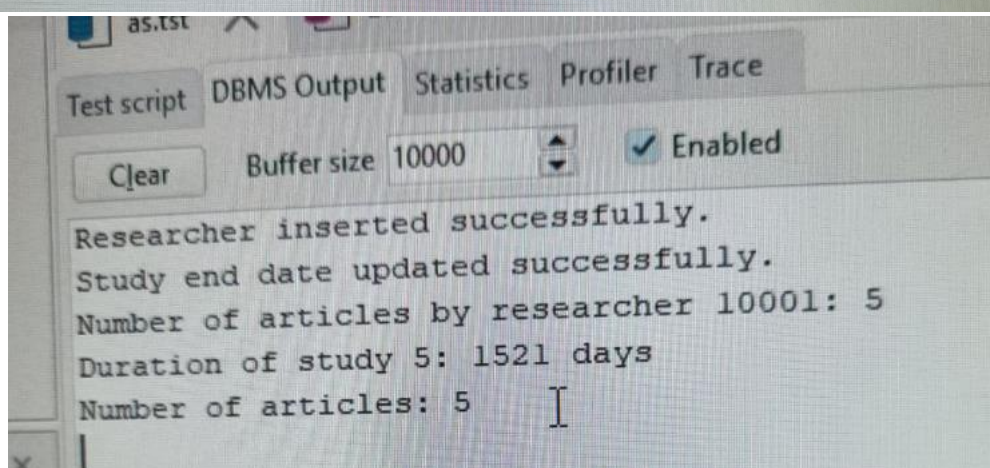 as.tst
Test script DBMS Output Statistics Profiler Trace
Clear Buffer size 10000 Enabled
Researcher inserted successfully.
Study end date updated successfully.
Number of articles by researcher 10001: 5
Duration of study 5: 1521 days
Number of articles: 5